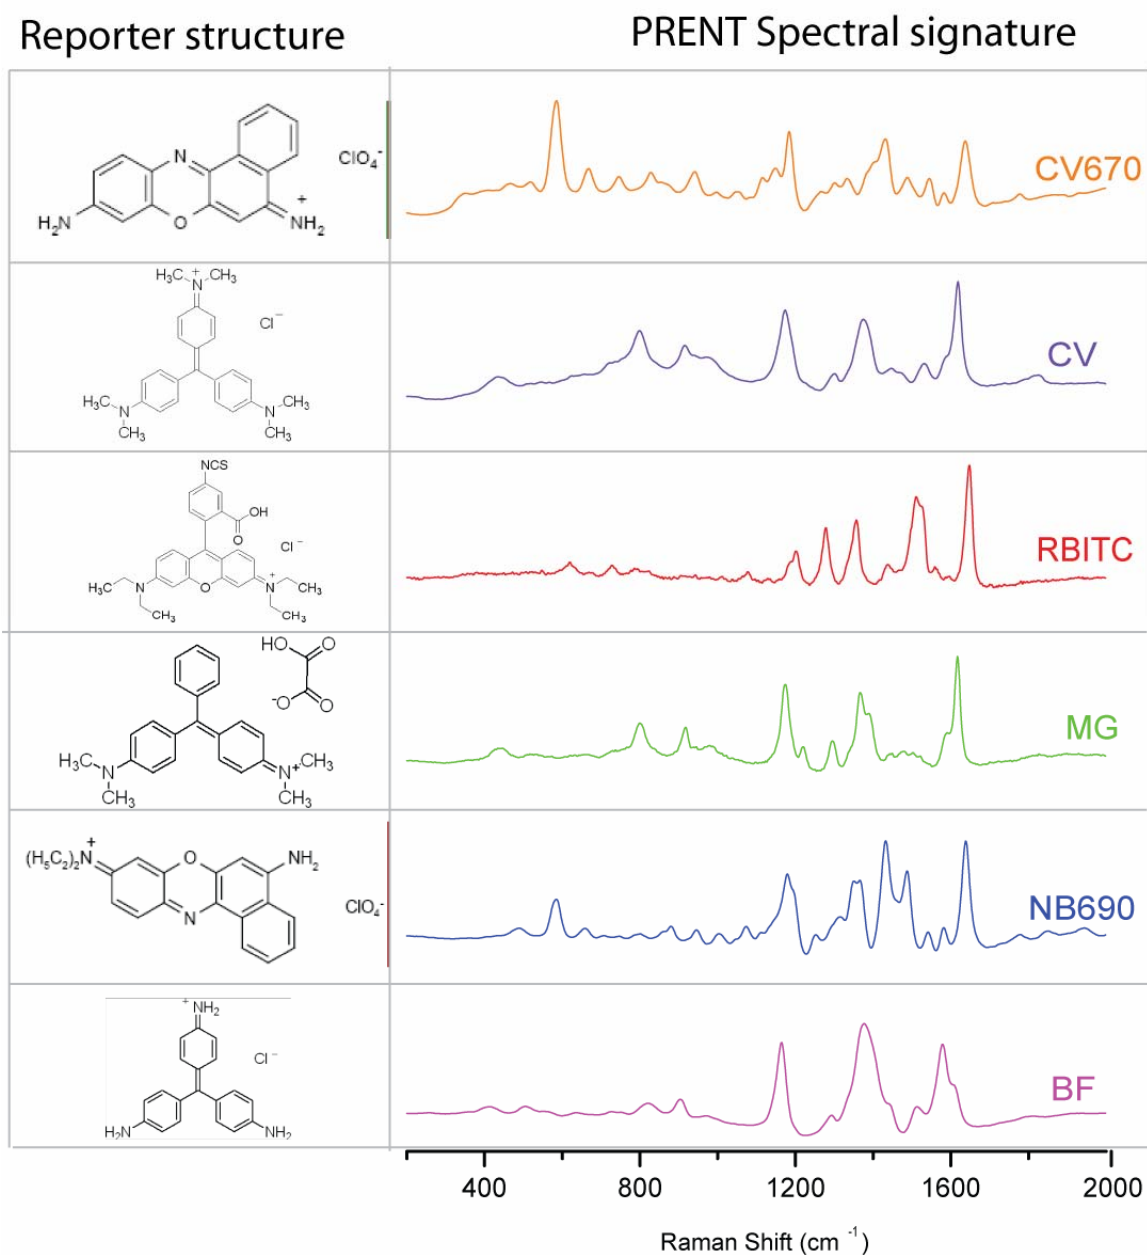 Reporter structure
PRENT Spectral signature
N
ClO₄⁻
H₂N
O
+
NH₂
CV670
H₃C
+
N
CH₃
Cl⁻
H₃C
N
CH₃
N
CH₃
CH₃
CV
NCS
OH
O
Cl⁻
H₃C
N
O
N
+
CH₃
CH₃
CH₃
RBITC
HO
O
⁻O
O
H₃C
N
CH₃
N⁺
CH₃
CH₃
MG
+
(H₅C₂)₂N
O
NH₂
N
ClO₄⁻
NB690
+
NH₂
Cl⁻
H₂N
NH₂
BF
400
800
1200
1600
2000
Raman Shift (cm ⁻¹)